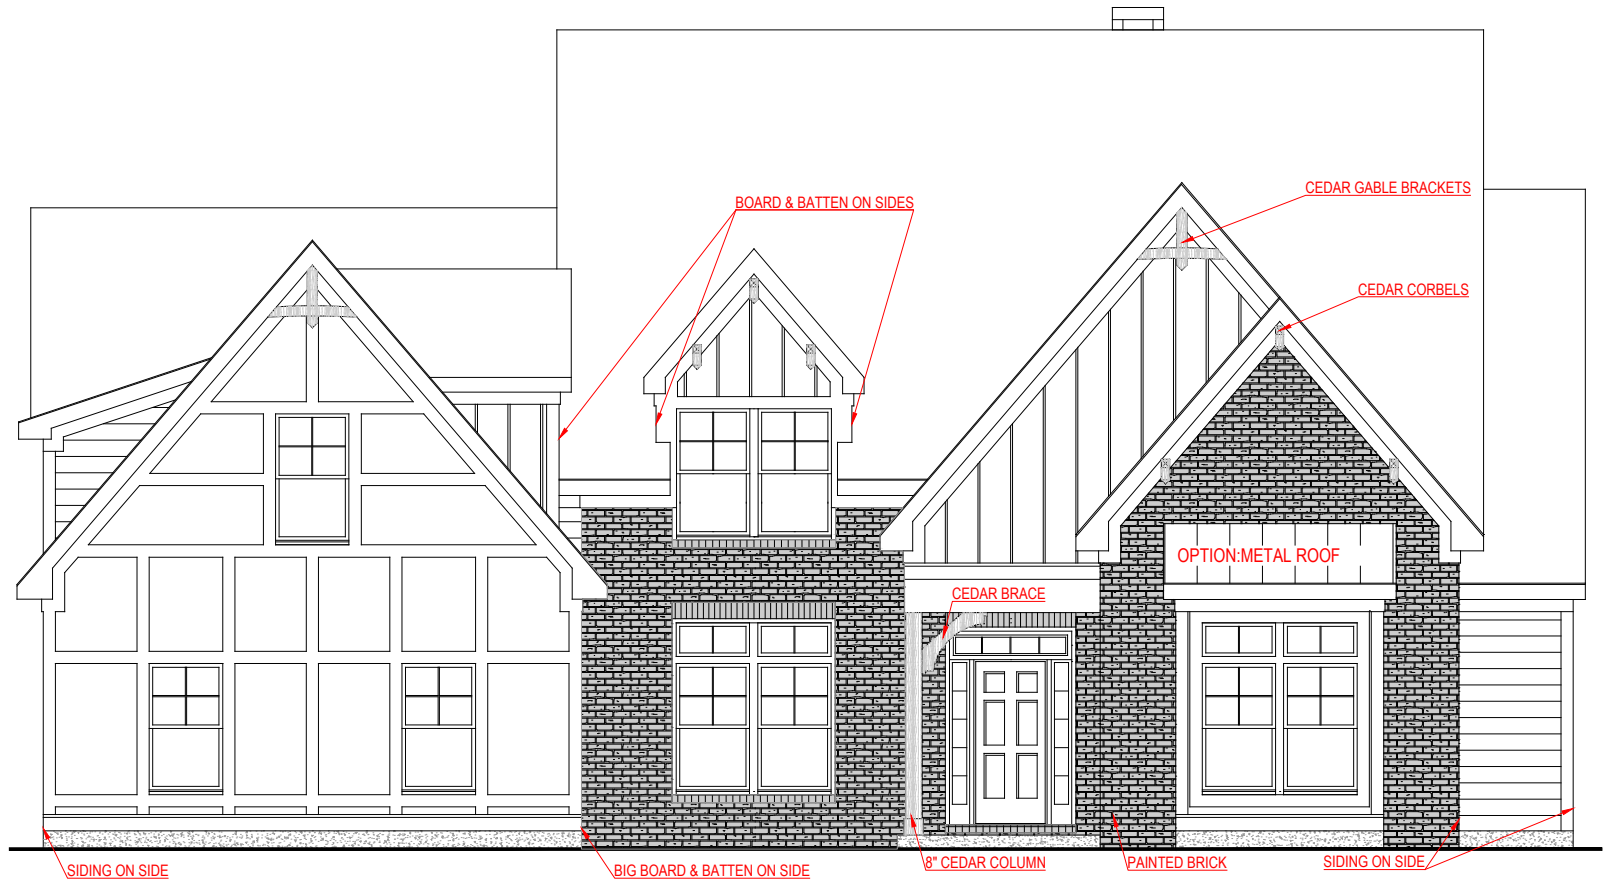 CEDAR GABLE BRACKETS
BOARD & BATTEN ON SIDES
CEDAR CORBELS
OPTION:METAL ROOF
CEDAR BRACE
SIDING ON SIDE
BIG BOARD & BATTEN ON SIDE
8" CEDAR COLUMN
PAINTED BRICK
SIDING ON SIDE